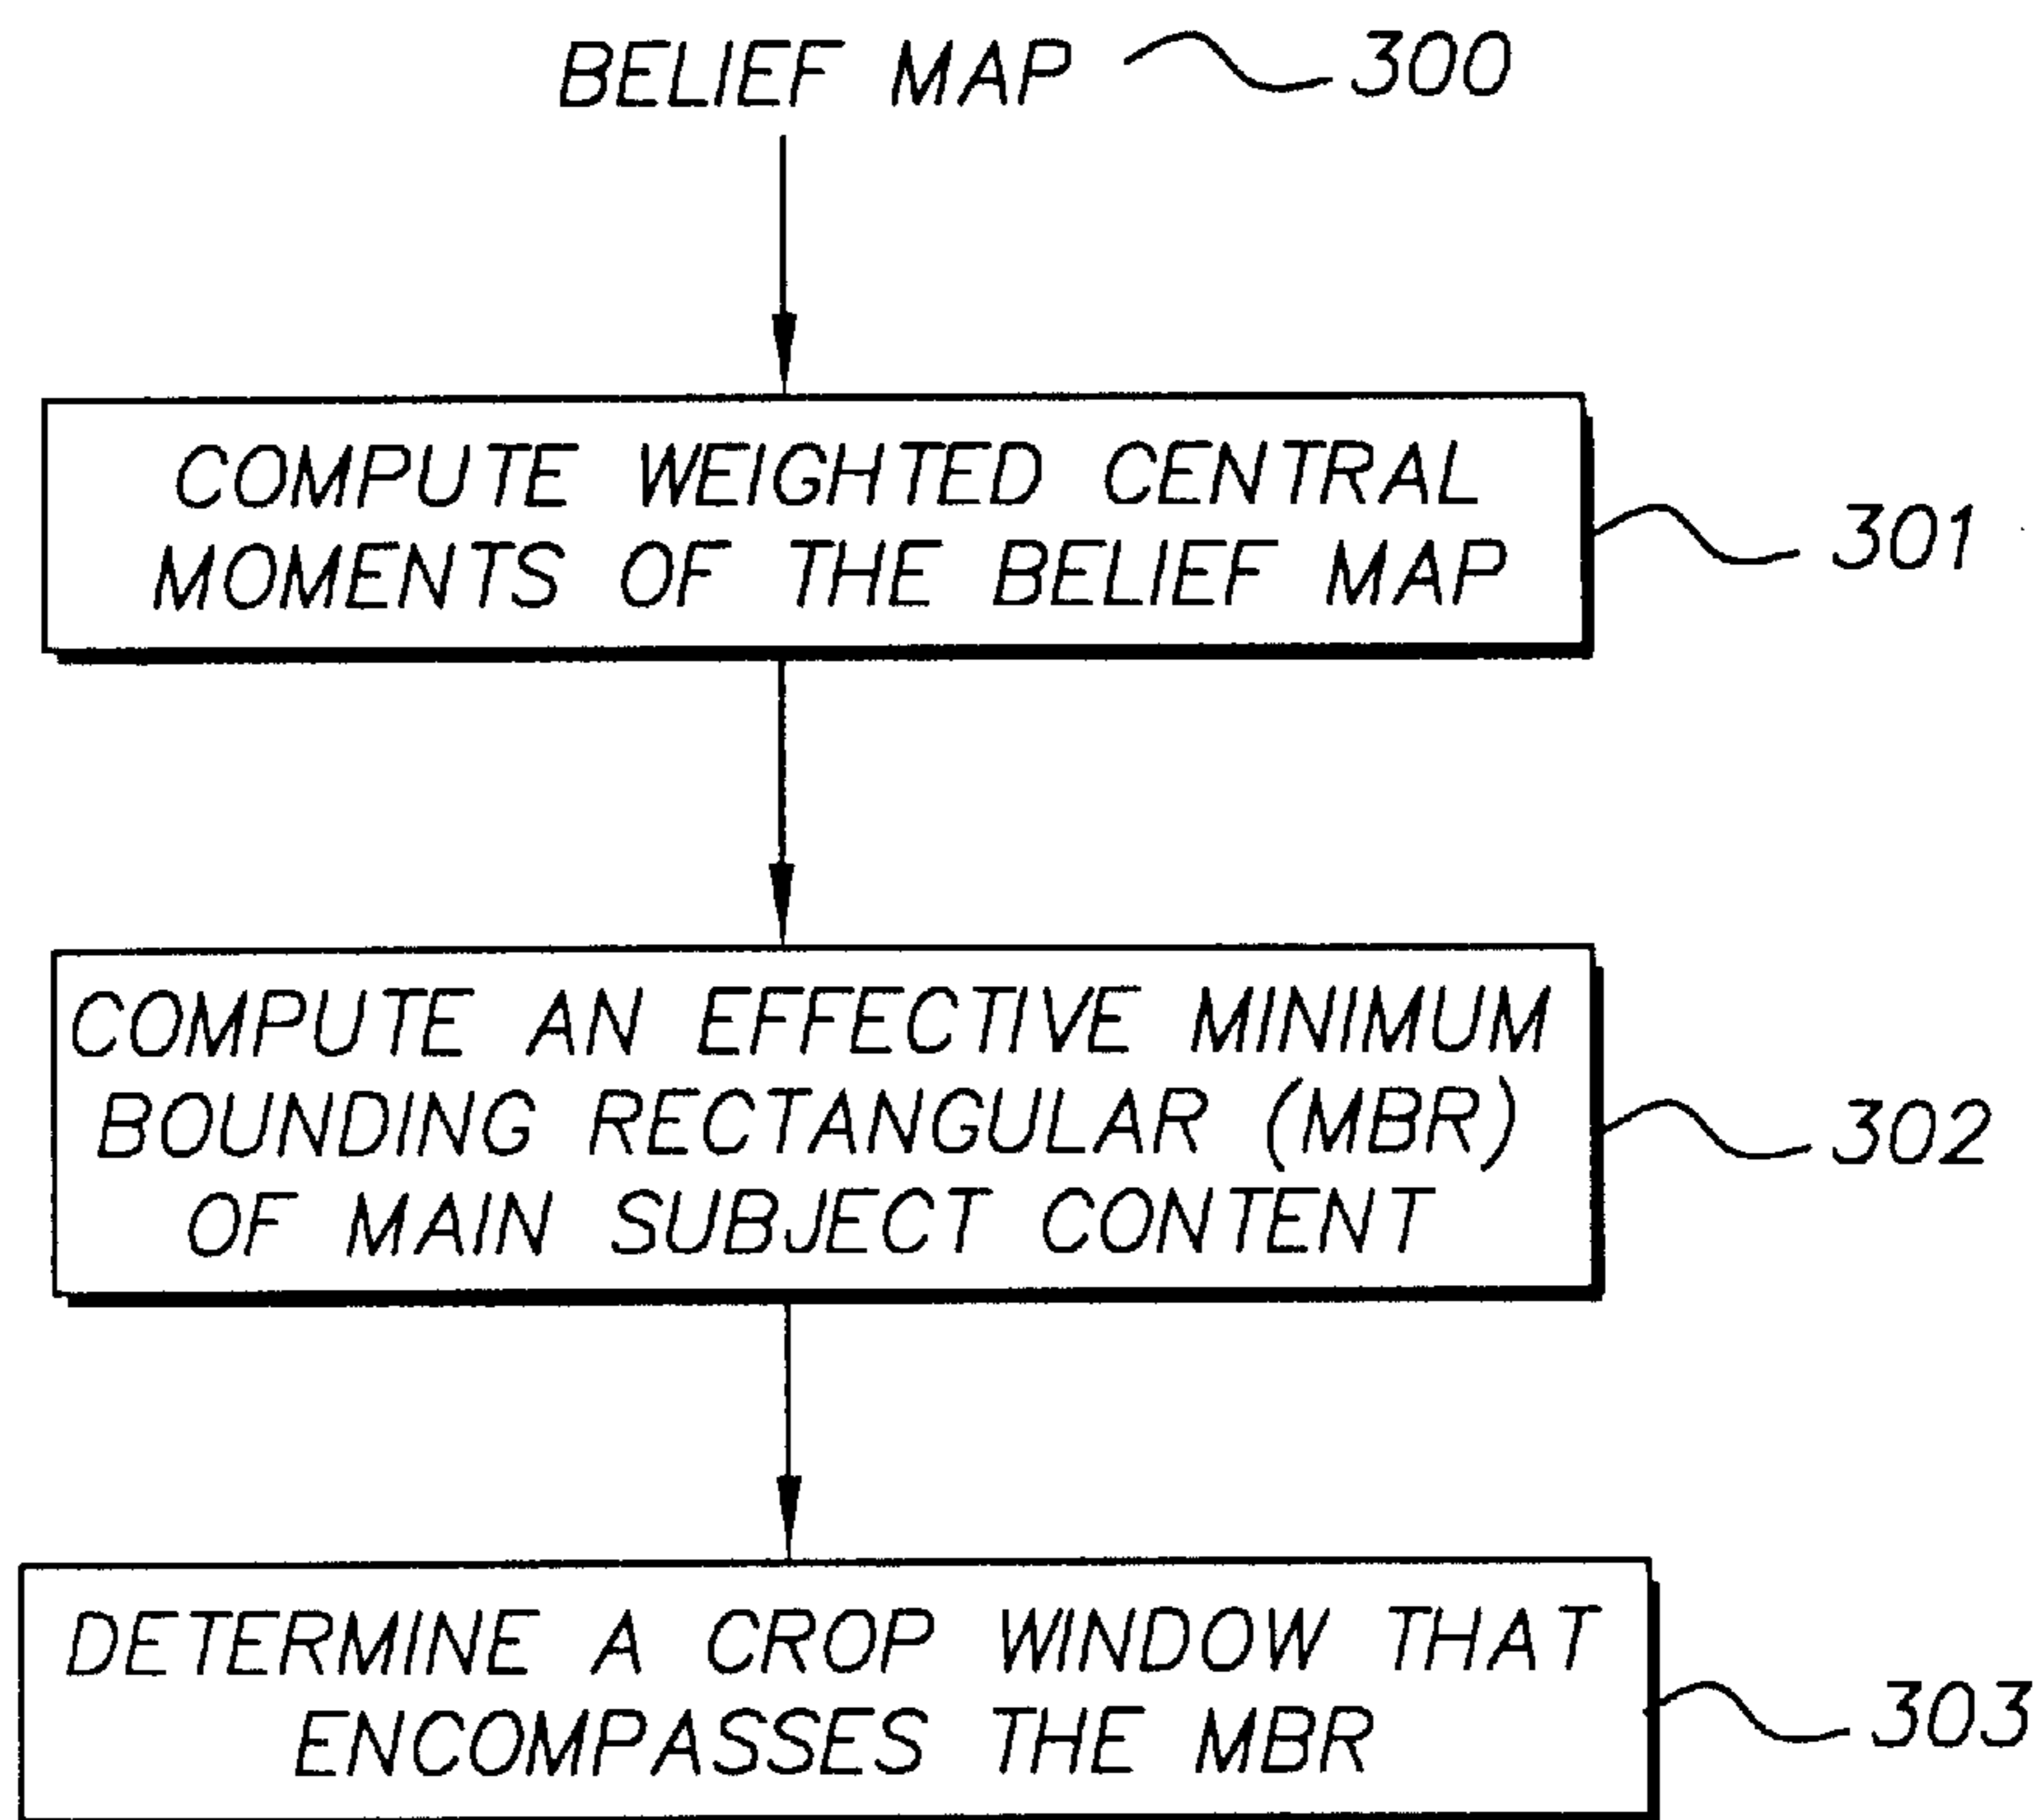 BELIEF MAP 300
COMPUTE WEIGHTED CENTRAL
MOMENTS OF THE BELIEF MAP
301
COMPUTE AN EFFECTIVE MINIMUM
BOUNDING RECTANGULAR (MBR)
OF MAIN SUBJECT CONTENT
302
DETERMINE A CROP WINDOW THAT
ENCOMPASSES THE MBR
303